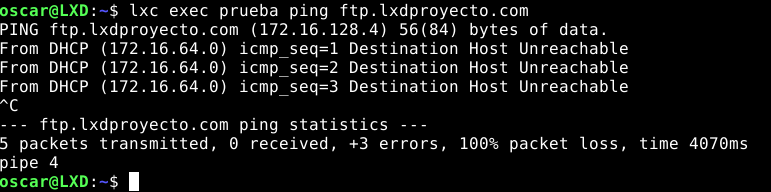 oscar@LXD:~$ lxc exec prueba ping ftp.lxdproyecto.com
PING ftp.lxdproyecto.com (172.16.128.4) 56(84) bytes of data.
From DHCP (172.16.64.0) icmp_seq=1 Destination Host Unreachable
From DHCP (172.16.64.0) icmp_seq=2 Destination Host Unreachable
From DHCP (172.16.64.0) icmp_seq=3 Destination Host Unreachable
^C
--- ftp.lxdproyecto.com ping statistics ---
5 packets transmitted, 0 received, +3 errors, 100% packet loss, time 4070ms
pipe 4
oscar@LXD:~$